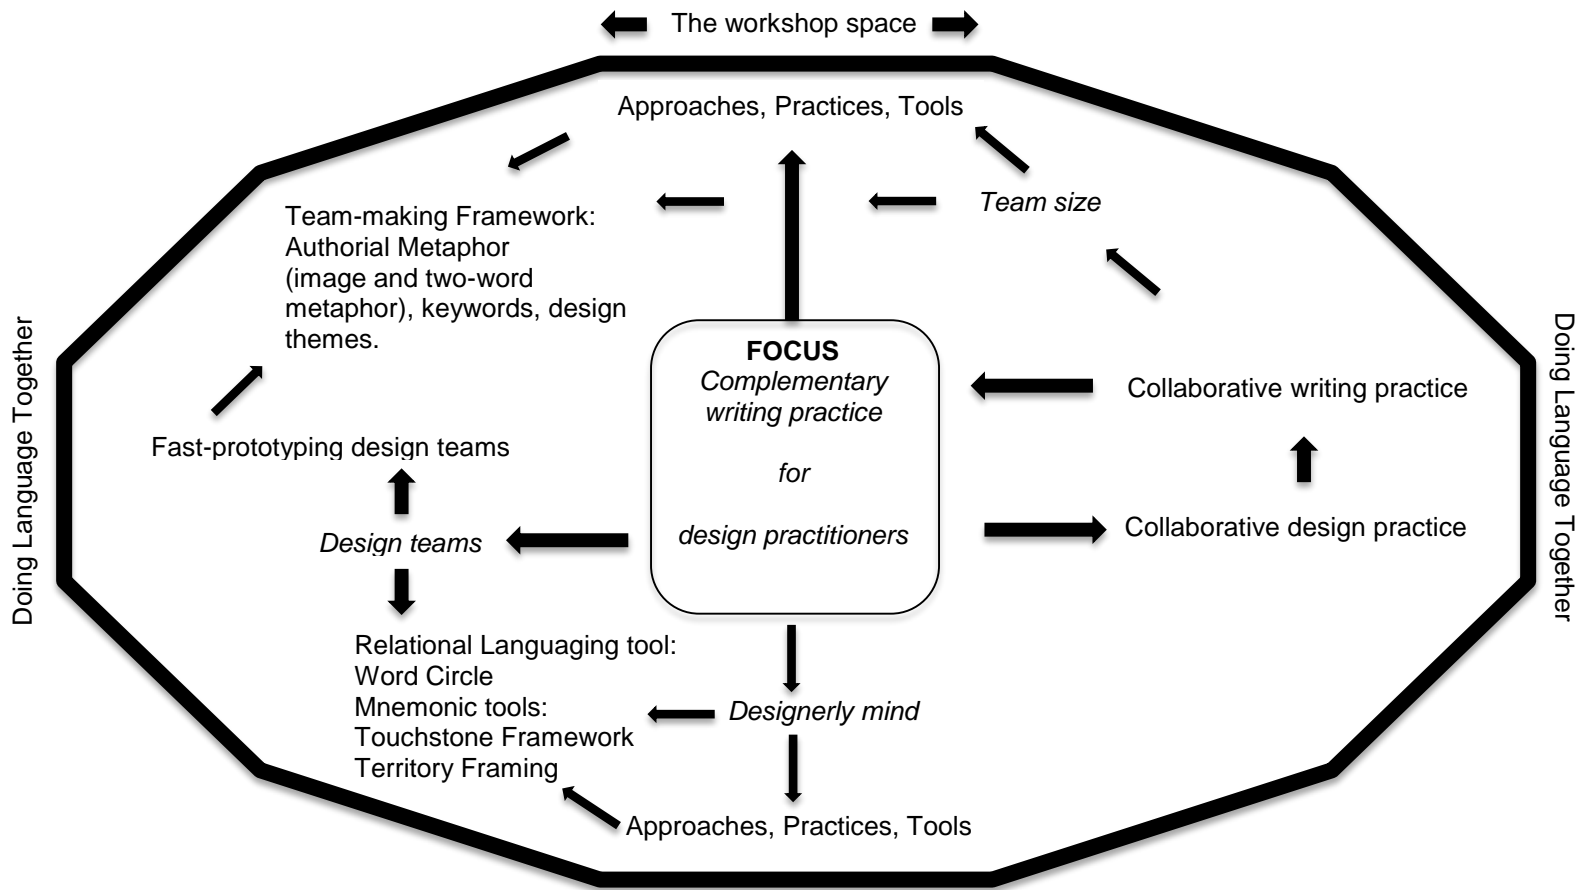 The workshop space
Approaches, Practices, Tools
Team size
Team-making Framework:
Authorial Metaphor
(image and two-word
metaphor), keywords, design
themes.
Doing Language Together
Doing Language Together
FOCUS
Complementary
writing practice
for
design practitioners
Collaborative writing practice
Fast-prototyping design teams
Collaborative design practice
Design teams
Relational Languaging tool:
Word Circle
Mnemonic tools:
Touchstone Framework
Territory Framing
Designerly mind
Approaches, Practices, Tools